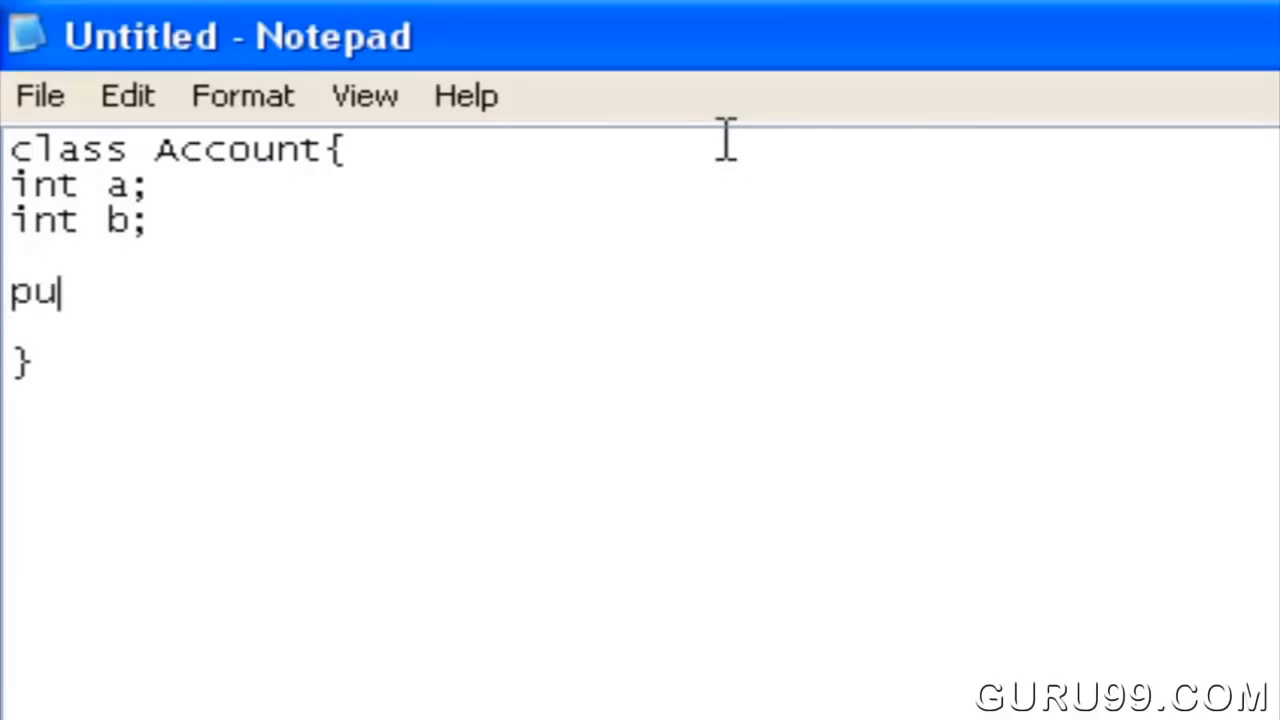 Untitled - Notepad
File Edit Format View Help
class Account{
int a;
int b;
pu
}
GURU99.COM